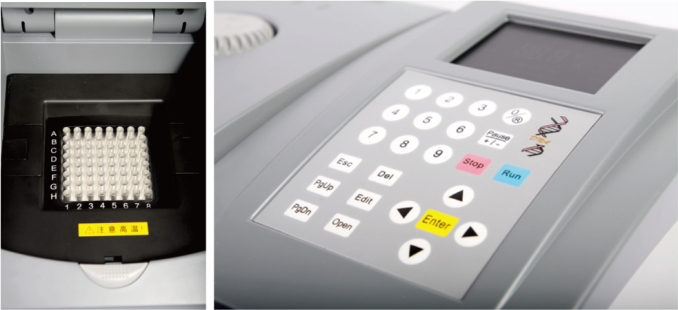 A
B
C
D
E
F
G
H
1 2 3 4 5 6 7 8
注意高温
1 2 3
4 5 6 Pause
+/-
7 8 9 Stop Run
Esc Del
PgUp Edit
PgDn Open Enter